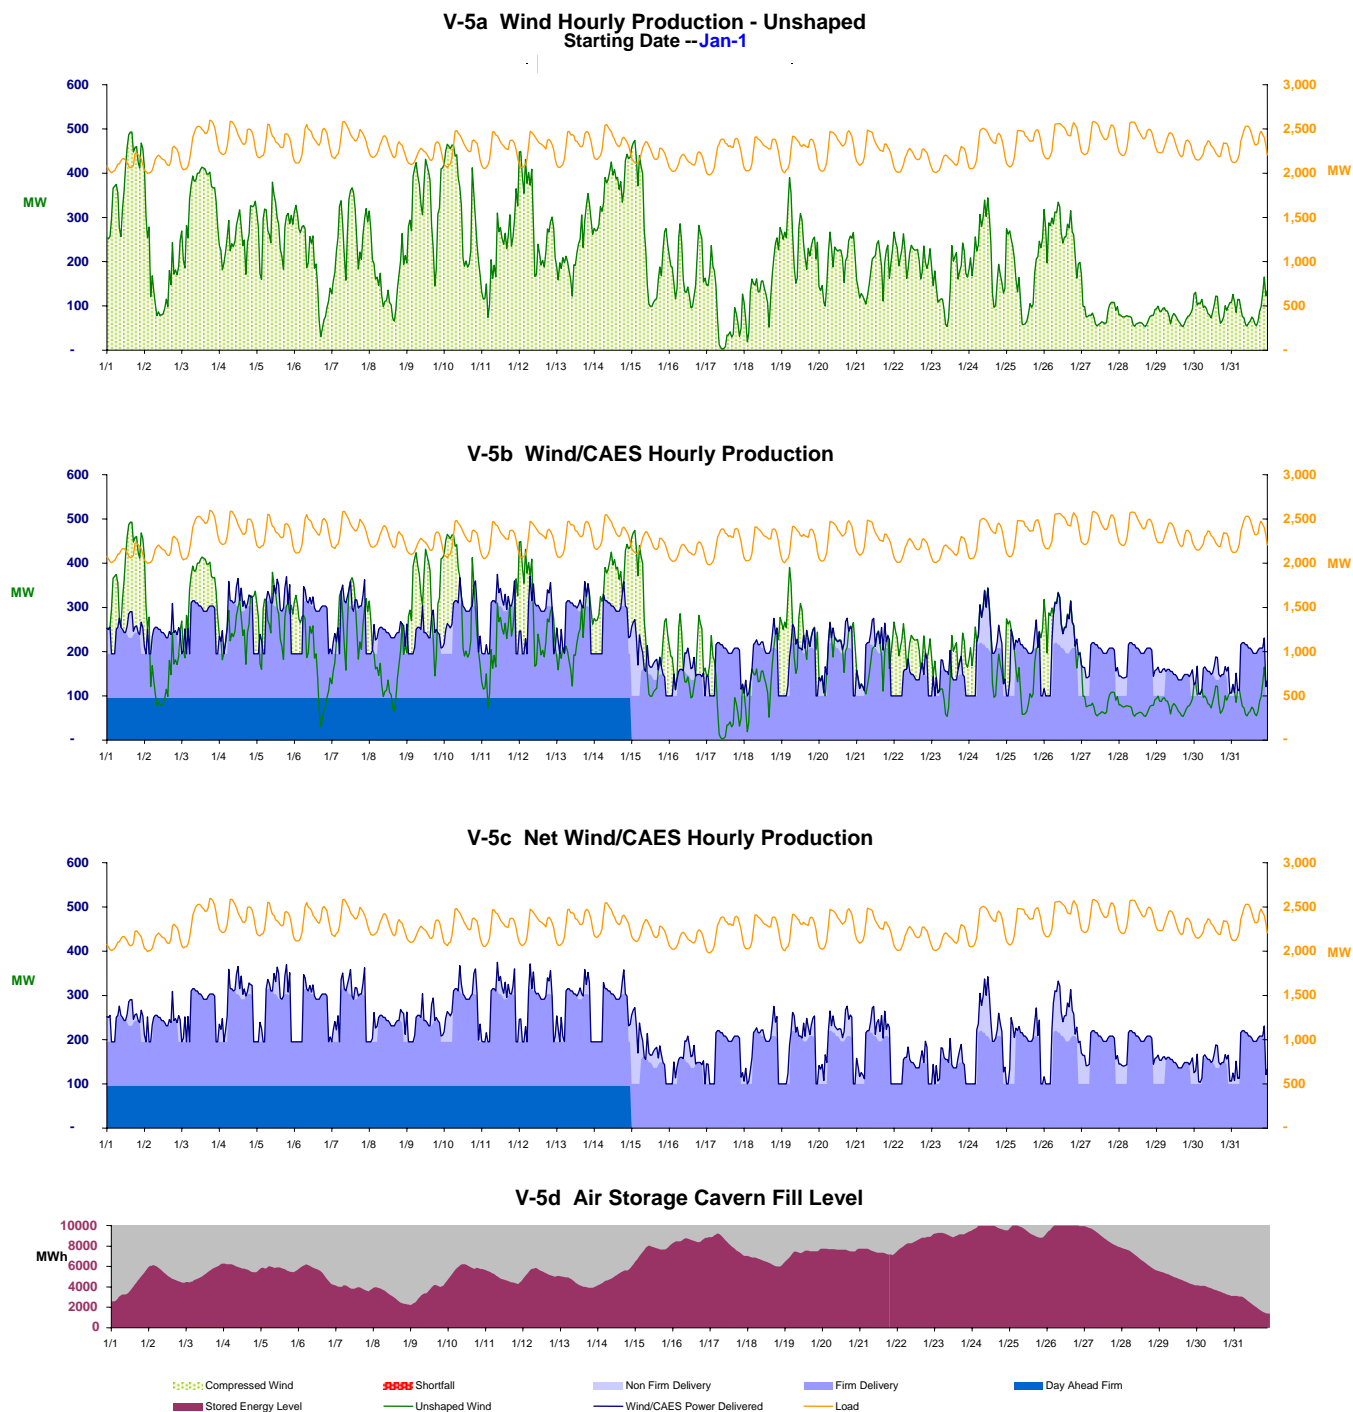 V-5a  Wind Hourly Production - Unshaped
Starting Date --Jan-1
600 3,000
500 2,500
400 2,000 MW
MW
300 1,500
200 1,000
100 500
- -
1/1 1/2 1/3 1/4 1/5 1/6 1/7 1/8 1/9 1/10 1/11 1/12 1/13 1/14 1/15 1/16 1/17 1/18 1/19 1/20 1/21 1/22 1/23 1/24 1/25 1/26 1/27 1/28 1/29 1/30 1/31
V-5b  Wind/CAES Hourly Production
600 3,000
500 2,500
400 2,000 MW
MW
300 1,500
200 1,000
100 500
- -
1/1 1/2 1/3 1/4 1/5 1/6 1/7 1/8 1/9 1/10 1/11 1/12 1/13 1/14 1/15 1/16 1/17 1/18 1/19 1/20 1/21 1/22 1/23 1/24 1/25 1/26 1/27 1/28 1/29 1/30 1/31
V-5c  Net Wind/CAES Hourly Production
600 3,000
500 2,500
400 2,000 MW
MW
300 1,500
200 1,000
100 500
- -
1/1 1/2 1/3 1/4 1/5 1/6 1/7 1/8 1/9 1/10 1/11 1/12 1/13 1/14 1/15 1/16 1/17 1/18 1/19 1/20 1/21 1/22 1/23 1/24 1/25 1/26 1/27 1/28 1/29 1/30 1/31
V-5d  Air Storage Cavern Fill Level
10000
8000
MWh
6000
4000
2000
0
1/1 1/2 1/3 1/4 1/5 1/6 1/7 1/8 1/9 1/10 1/11 1/12 1/13 1/14 1/15 1/16 1/17 1/18 1/19 1/20 1/21 1/22 1/23 1/24 1/25 1/26 1/27 1/28 1/29 1/30 1/31
Compressed Wind Shortfall Non Firm Delivery Firm Delivery Day Ahead Firm
Stored Energy Level Unshaped Wind Wind/CAES Power Delivered Load